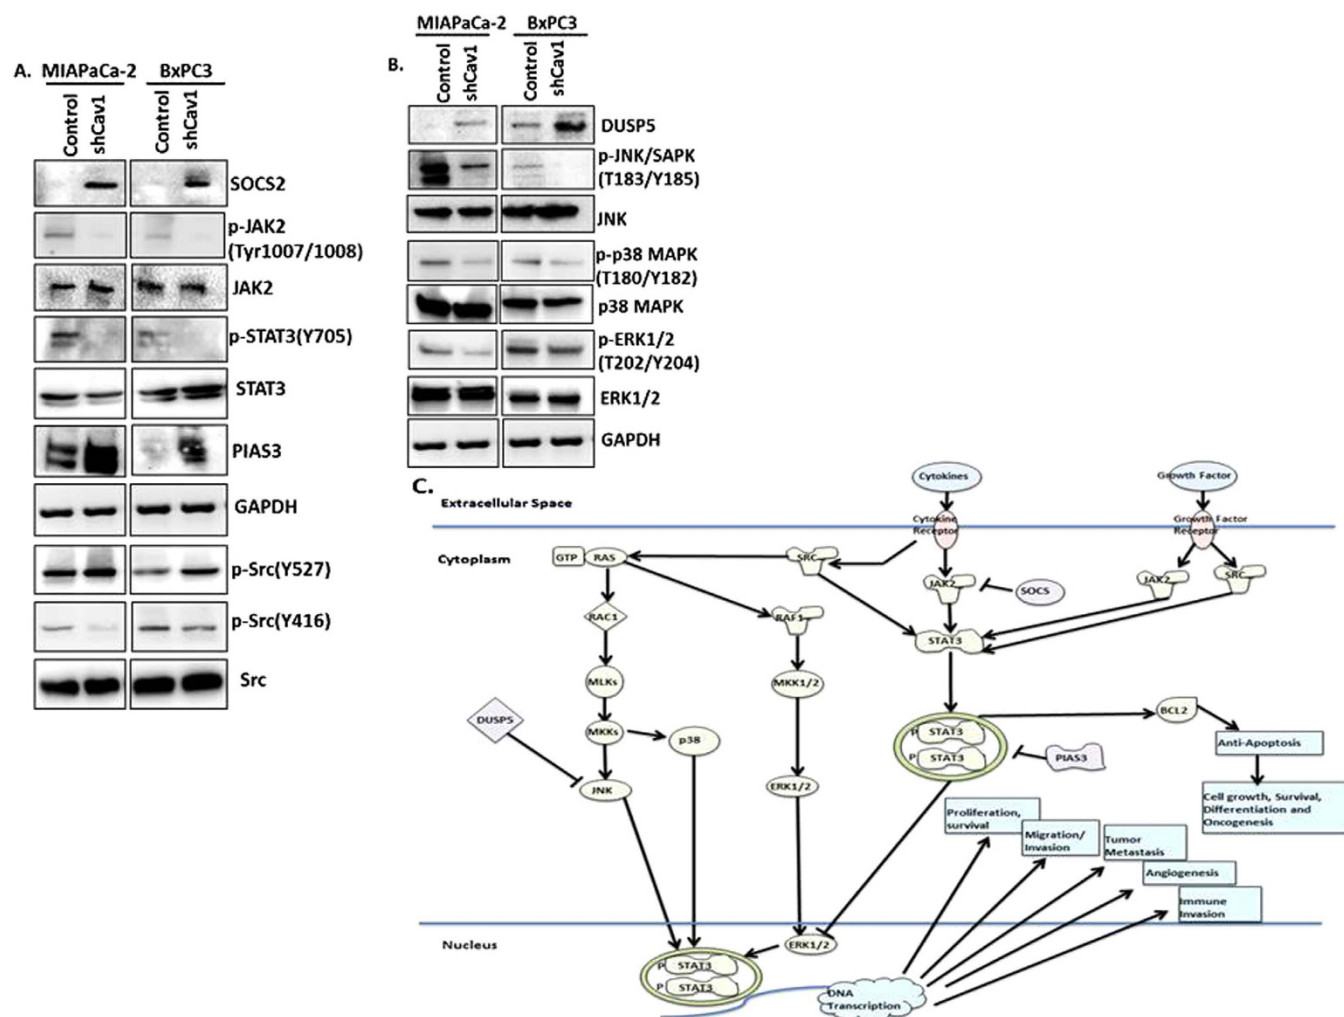 A. MIAPaCa-2 BxPC3
Control shCav1 Control shCav1
SOCS2
p-JAK2
(Tyr1007/1008)
JAK2
p-STAT3(Y705)
STAT3
PIAS3
GAPDH
p-Src(Y527)
p-Src(Y416)
Src
B. MIAPaCa-2 BxPC3
Control shCav1 Control shCav1
DUSP5
p-JNK/SAPK
(T183/Y185)
JNK
p-p38 MAPK
(T180/Y182)
p38 MAPK
p-ERK1/2
(T202/Y204)
ERK1/2
GAPDH
C.
Cytokines
Growth Factor
Extracellular Space
Cytokine
Receptor
Growth Factor
Receptor
Cytoplasm
GTP RAS
SRC
JAK2
SOCS
JAK2
SRC
RAC1
RAF1
STAT3
MLKs
MKK1/2
DUSP5
MKKs
p38
P STAT3
P STAT3
PIAS3
BCL2
Anti-Apoptosis
JNK
ERK1/2
Cell growth, Survival,
Differentiation and
Oncogenesis
Proliferation,
survival
Migration/
Invasion
Tumor
Metastasis
Angiogenesis
Immune
Invasion
Nucleus
ERK1/2
P STAT3
P STAT3
DNA
Transcription